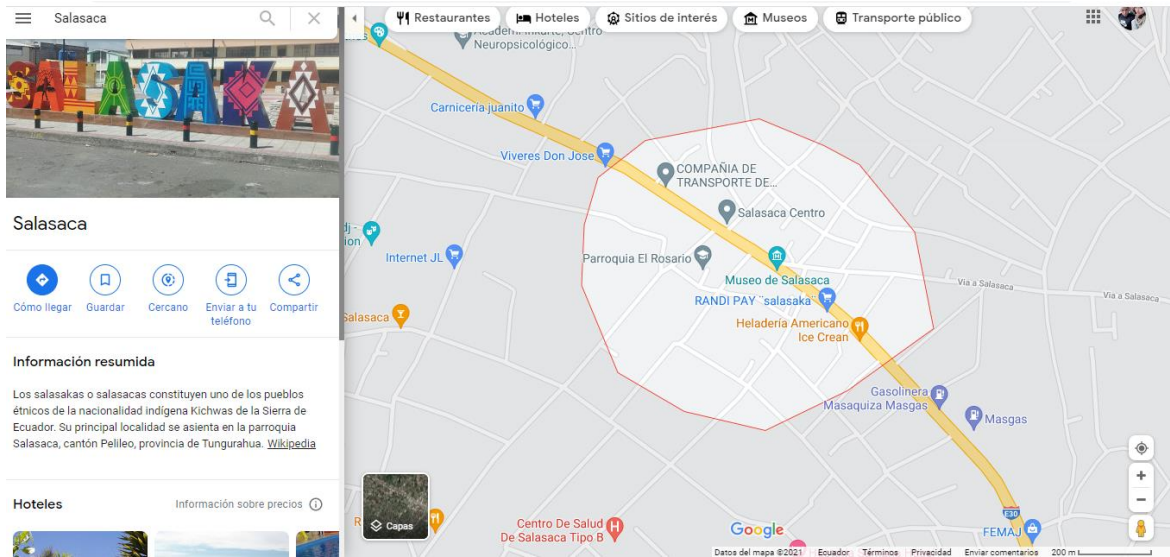 Salasaca
SALASAKA
Salasaca
Cómo llegar
Guardar
Cercano
Enviar a tu
teléfono
Compartir
Información resumida
Los salasakas o salasacas constituyen uno de los pueblos
étnicos de la nacionalidad indígena Kichwas de la Sierra de
Ecuador. Su principal localidad se asienta en la parroquia
Salasaca, cantón Pelileo, provincia de Tungurahua. Wikipedia
Hoteles
Información sobre precios
Restaurantes
Hoteles
Sitios de interés
Museos
Transporte público
Neuropsicológico...
Carnicería juanito
Viveres Don Jose
COMPAÑIA DE
TRANSPORTE DE...
Salasaca Centro
Internet JL
Parroquia El Rosario
Museo de Salasaca
Vía a Salasaca
Vía a Salasaca
RANDI PAY ¨salasaka¨
Salasaca
Heladería Americano
Ice Crean
Gasolinera
Masaquiza Masgas
Masgas
Capas
Centro De Salud
De Salasaca Tipo B
Google
E30
FEMAJ
Datos del mapa ©2021
Ecuador
Términos
Privacidad
Enviar comentarios
200 m